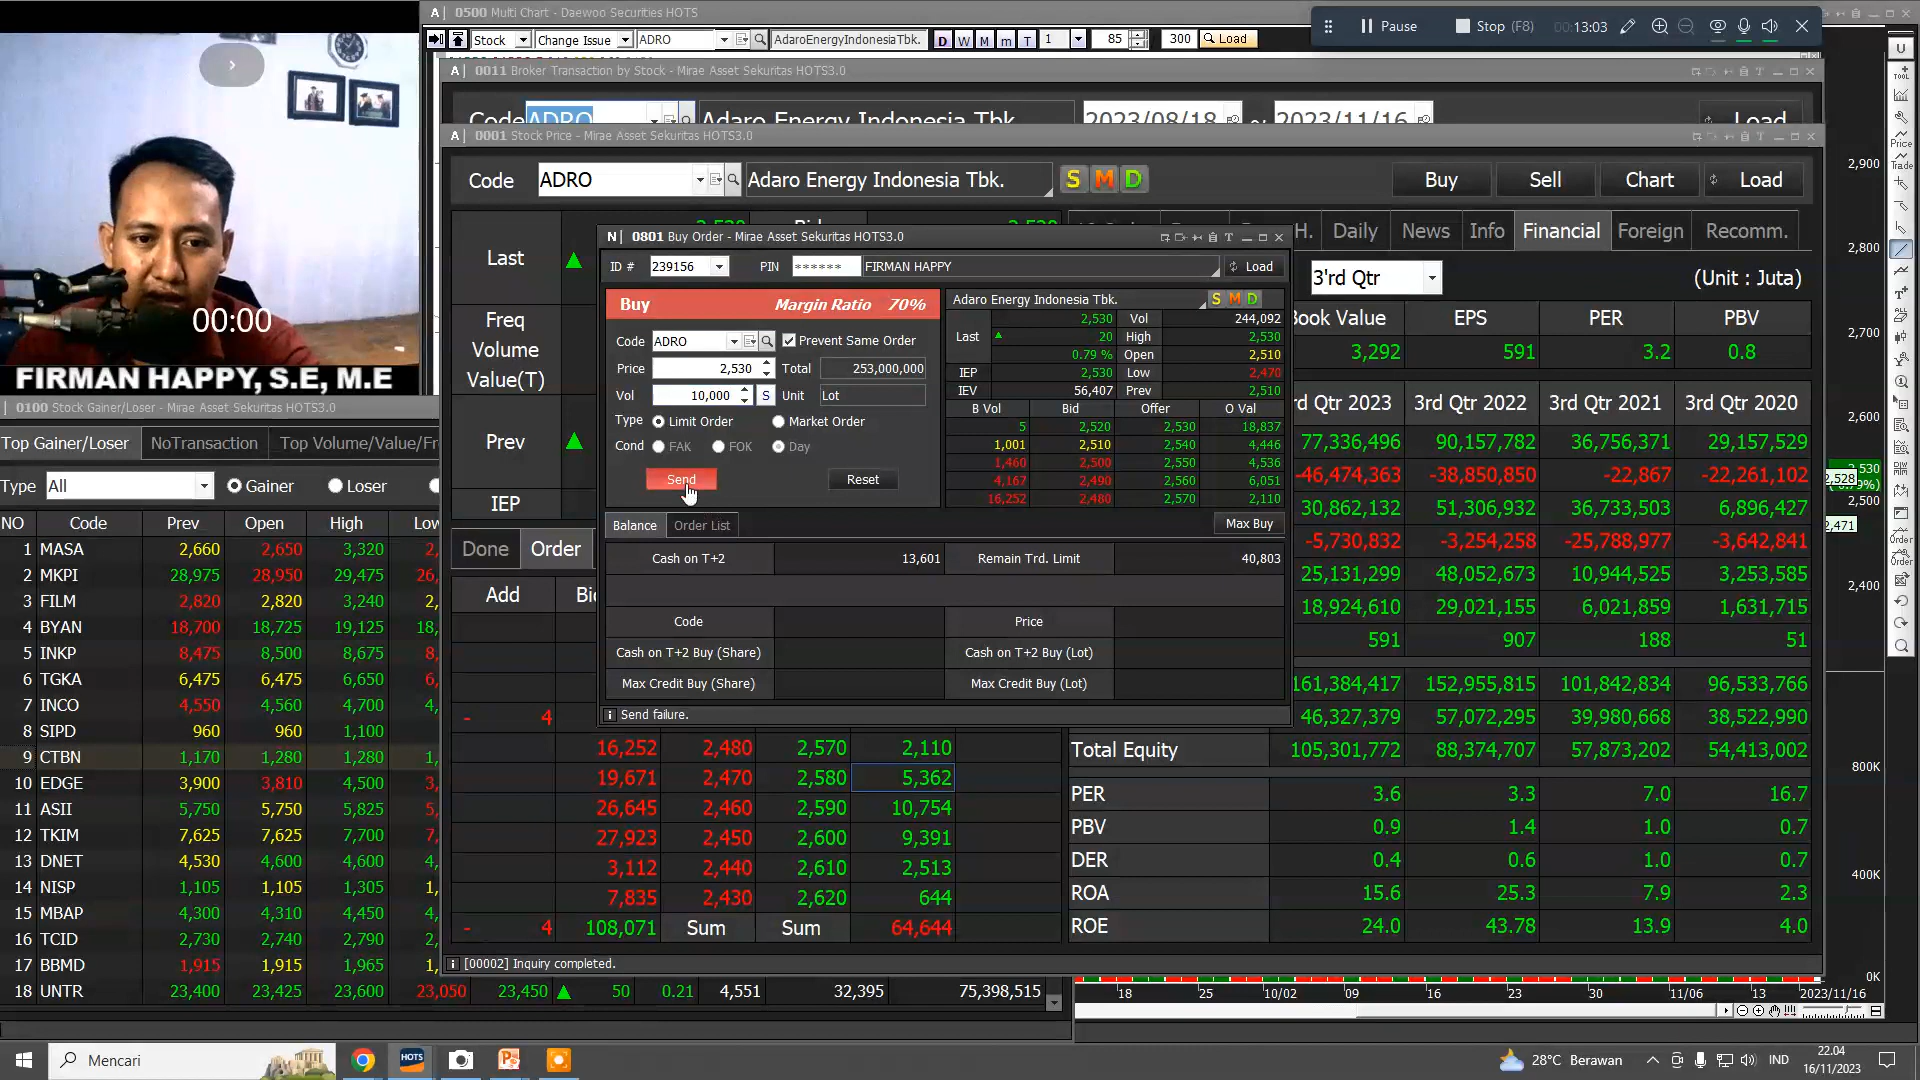 0500 Multi Chart - Daewoo Securities HOTS
Stock Change Issue ADRO AdaroEnergyIndonesiaTbk. D W M m T 1 85 300 Load
Pause Stop (F8) 00:13:03
0011 Broker Transaction by Stock - Mirae Asset Sekuritas HOTS3.0
Code ADRO Adaro Energy Indonesia Tbk. 2023/08/18 ~ 2023/11/16 Load
0001 Stock Price - Mirae Asset Sekuritas HOTS3.0
Code ADRO Adaro Energy Indonesia Tbk. S M D Buy Sell Chart Load
Daily News Info Financial Foreign Recomm.
Last
Freq
Volume
Value(T)
Prev
IEP
Done Order
Add
3'rd Qtr (Unit : Juta)
Book Value EPS PER PBV
3,292 591 3.2 0.8
rd Qtr 2023 3rd Qtr 2022 3rd Qtr 2021 3rd Qtr 2020
77,336,496 90,157,782 36,756,371 29,157,529
-46,474,363 -38,850,850 -22,867 -22,261,102
30,862,132 51,306,932 36,733,503 6,896,427
-5,730,832 -3,254,258 -25,788,977 -3,642,841
25,131,299 48,052,673 10,944,525 3,253,585
18,924,610 29,021,155 6,021,859 1,631,715
591 907 188 51
161,384,417 152,955,815 101,842,834 96,533,766
46,327,379 57,072,295 39,980,668 38,522,990
Total Equity 105,301,772 88,374,707 57,873,202 54,413,002
PER 3.6 3.3 7.0 16.7
PBV 0.9 1.4 1.0 0.7
DER 0.4 0.6 1.0 0.7
ROA 15.6 25.3 7.9 2.3
ROE 24.0 43.78 13.9 4.0
0801 Buy Order - Mirae Asset Sekuritas HOTS3.0
ID # 239156 PIN ****** FIRMAN HAPPY Load
Buy Margin Ratio 70%
Code ADRO Prevent Same Order
Price 2,530 Total 253,000,000
Vol 10,000 S Unit Lot
Type Limit Order Market Order
Cond FAK FOK Day
Send Reset
Adaro Energy Indonesia Tbk. S M D
2,530 Vol 244,092
Last 20 High 2,530
0.79 % Open 2,510
IEP 2,530 Low 2,470
IEV 56,407 Prev 2,510
B Vol Bid Offer O Val
5 2,520 2,530 18,837
1,001 2,510 2,540 4,446
1,460 2,500 2,550 4,536
4,167 2,490 2,560 6,051
16,252 2,480 2,570 2,110
Balance Order List Max Buy
Cash on T+2 13,601 Remain Trd. Limit 40,803
Code Price
Cash on T+2 Buy (Share) Cash on T+2 Buy (Lot)
Max Credit Buy (Share) Max Credit Buy (Lot)
Send failure.
- 4
16,252 2,480 2,570 2,110
19,671 2,470 2,580 5,362
26,645 2,460 2,590 10,754
27,923 2,450 2,600 9,391
3,112 2,440 2,610 2,513
7,835 2,430 2,620 644
- 4 108,071 Sum Sum 64,644
[00002] Inquiry completed.
00:00
FIRMAN HAPPY, S.E, M.E
0100 Stock Gainer/Loser - Mirae Asset Sekuritas HOTS3.0
Top Gainer/Loser NoTransaction Top Volume/Value/Fr
Type All Gainer Loser
NO Code Prev Open High Low
1 MASA 2,660 2,650 3,320
2 MKPI 28,975 28,950 29,475
3 FILM 2,820 2,820 3,240
4 BYAN 18,700 18,725 19,125
5 INKP 8,475 8,500 8,675
6 TGKA 6,475 6,475 6,650
7 INCO 4,550 4,560 4,700
8 SIPD 960 960 1,100
9 CTBN 1,170 1,280 1,280
10 EDGE 3,900 3,810 4,500
11 ASII 5,750 5,750 5,825
12 TKIM 7,625 7,625 7,700
13 DNET 4,530 4,600 4,600
14 NISP 1,105 1,105 1,305
15 MBAP 4,300 4,310 4,450
16 TCID 2,730 2,740 2,790
17 BBMD 1,915 1,915 1,965
18 UNTR 23,400 23,425 23,600 23,050 23,450 50 0.21 4,551 32,395 75,398,515
2,900
2,800
2,700
2,600
2,530
2,528
2,500
2,471
2,400
800K
400K
0K
18 25 10/02 09 16 23 30 11/06 13 2023/11/16
Mencari
HOTS
28°C Berawan IND
22.04
16/11/2023